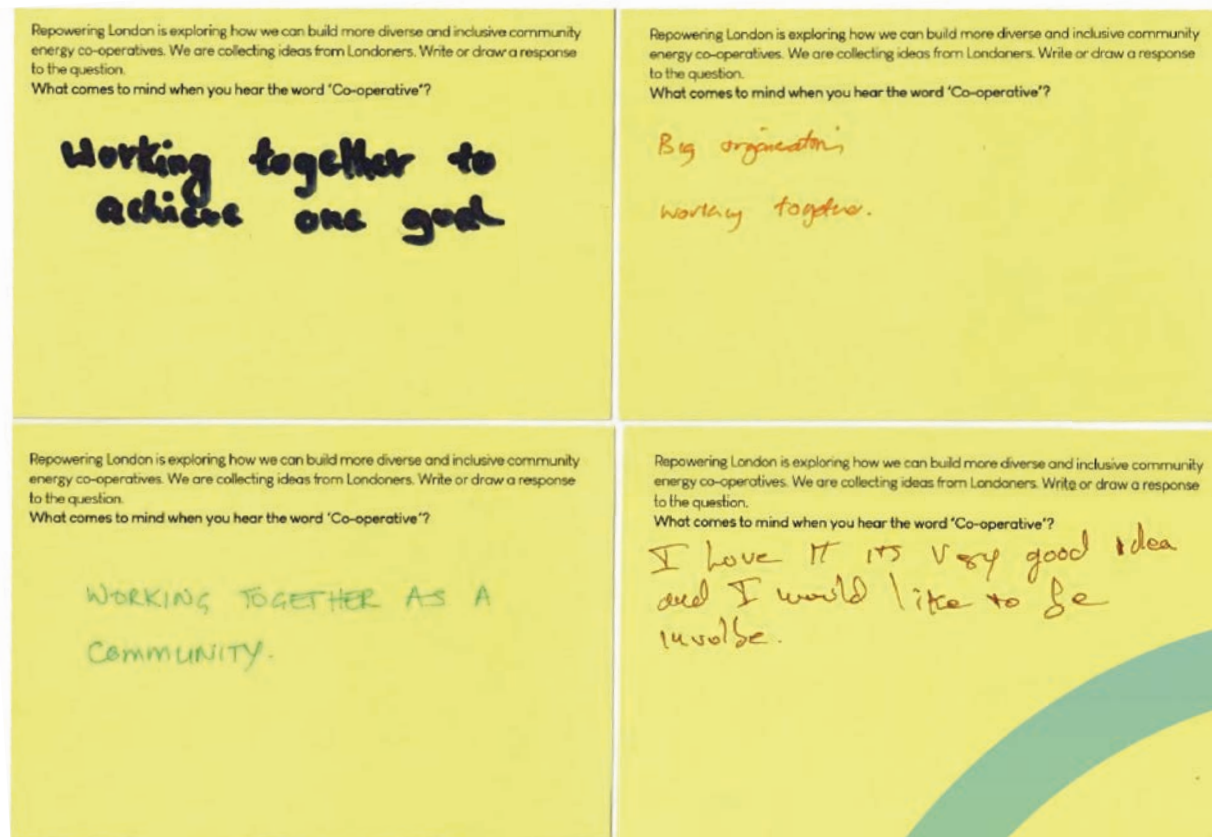 Repowering London is exploring how we can build more diverse and inclusive community
energy co-operatives. We are collecting ideas from Londoners. Write or draw a response
to the question.
What comes to mind when you hear the word 'Co-operative'?
Working together to
achieve one goal
Repowering London is exploring how we can build more diverse and inclusive community
energy co-operatives. We are collecting ideas from Londoners. Write or draw a response
to the question.
What comes to mind when you hear the word 'Co-operative'?
Big
working together.
Repowering London is exploring how we can build more diverse and inclusive community
energy co-operatives. We are collecting ideas from Londoners. Write or draw a response
to the question.
What comes to mind when you hear the word 'Co-operative'?
WORKING TOGETHER AS A
COMMUNITY.
Repowering London is exploring how we can build more diverse and inclusive community
energy co-operatives. We are collecting ideas from Londoners. Write or draw a response
to the question.
What comes to mind when you hear the word 'Co-operative'?
I Love IT ITS Very good Idea
and I would like to be
involbe.